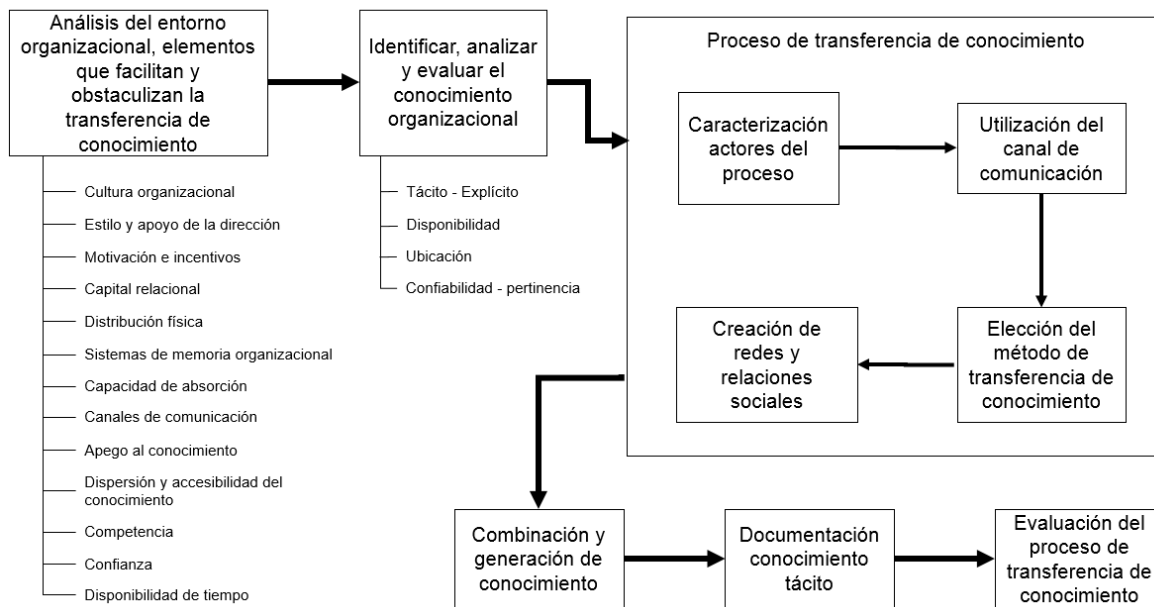 Análisis del entorno
organizacional, elementos
que facilitan y
obstaculizan la
transferencia de
conocimiento
Cultura organizacional
Estilo y apoyo de la dirección
Motivación e incentivos
Capital relacional
Distribución física
Sistemas de memoria organizacional
Capacidad de absorción
Canales de comunicación
Apego al conocimiento
Dispersión y accesibilidad del
conocimiento
Competencia
Confianza
Disponibilidad de tiempo
Identificar, analizar
y evaluar el
conocimiento
organizacional
Tácito - Explícito
Disponibilidad
Ubicación
Confiabilidad - pertinencia
Proceso de transferencia de conocimiento
Caracterización
actores del
proceso
Utilización del
canal de
comunicación
Elección del
método de
transferencia de
conocimiento
Creación de
redes y
relaciones
sociales
Combinación y
generación de
conocimiento
Documentación
conocimiento
tácito
Evaluación del
proceso de
transferencia de
conocimiento